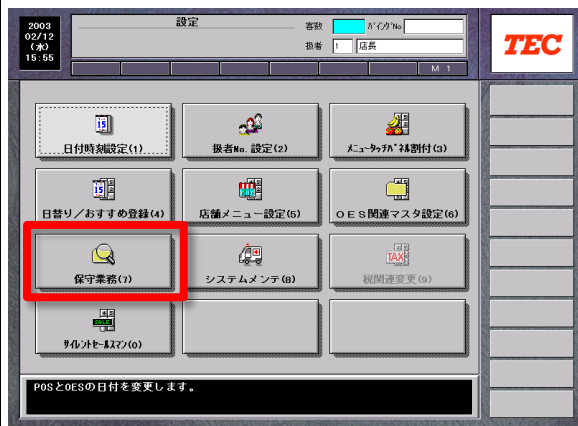 設定
2003
02/12
(水)
15:55
客数
ﾊﾞｲﾝｸﾞNo
扱者 1 店長
M 1
TEC
日付時刻設定(1)
扱者No. 設定(2)
ﾒﾆｭｰﾀｯﾁﾊﾟﾈﾙ割付(3)
日替り／おすすめ登録(4)
店舗メニュー設定(5)
ＯＥＳ関連マスタ設定(6)
保守業務(7)
システムメンテ(8)
TAX
税関連変更(9)
ｻｲﾚﾝﾄｾｰﾙｽﾏﾝ(0)
POSとOESの日付を変更します。